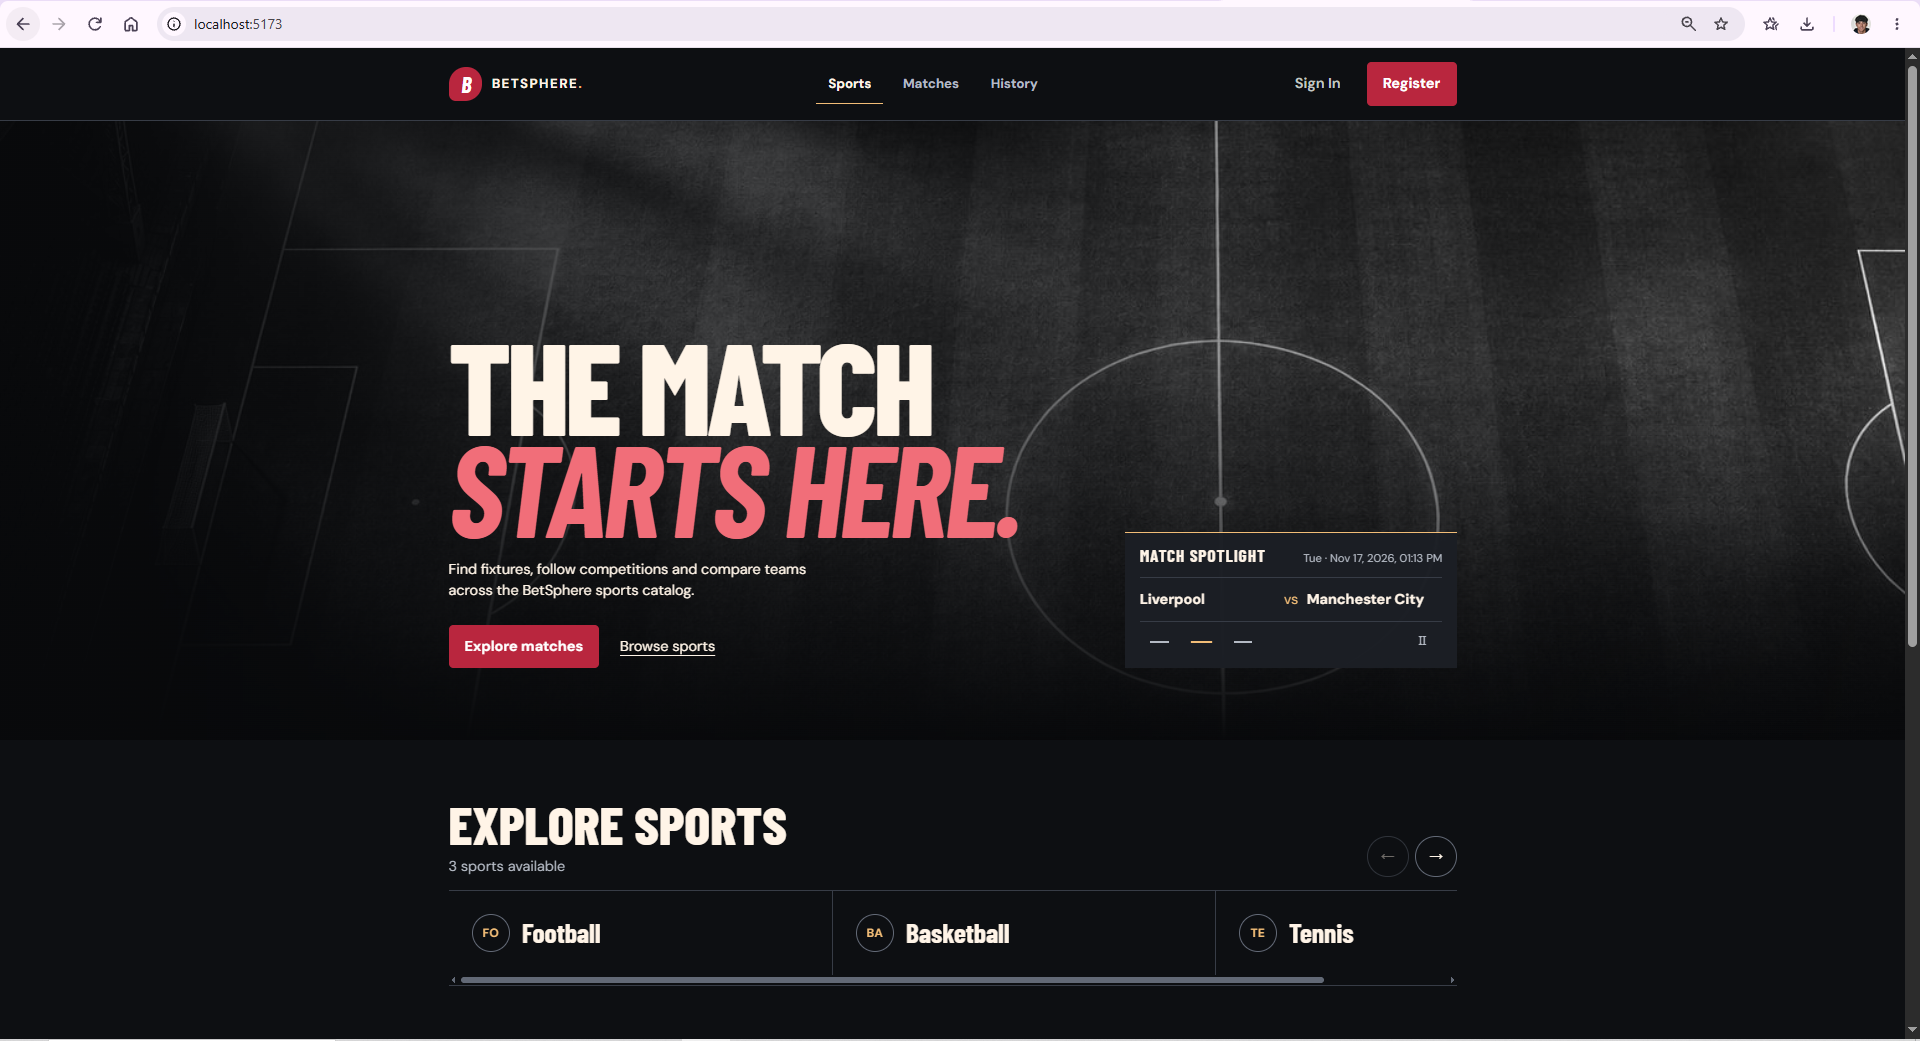 localhost:5173
B BETSPHERE.
Sports Matches History
Sign In Register
THE MATCH
STARTS HERE.
Find fixtures, follow competitions and compare teams
across the BetSphere sports catalog.
Explore matches Browse sports
MATCH SPOTLIGHT Tue · Nov 17, 2026, 01:13 PM
Liverpool vs Manchester City
EXPLORE SPORTS
3 sports available
← →
FO Football BA Basketball TE Tennis